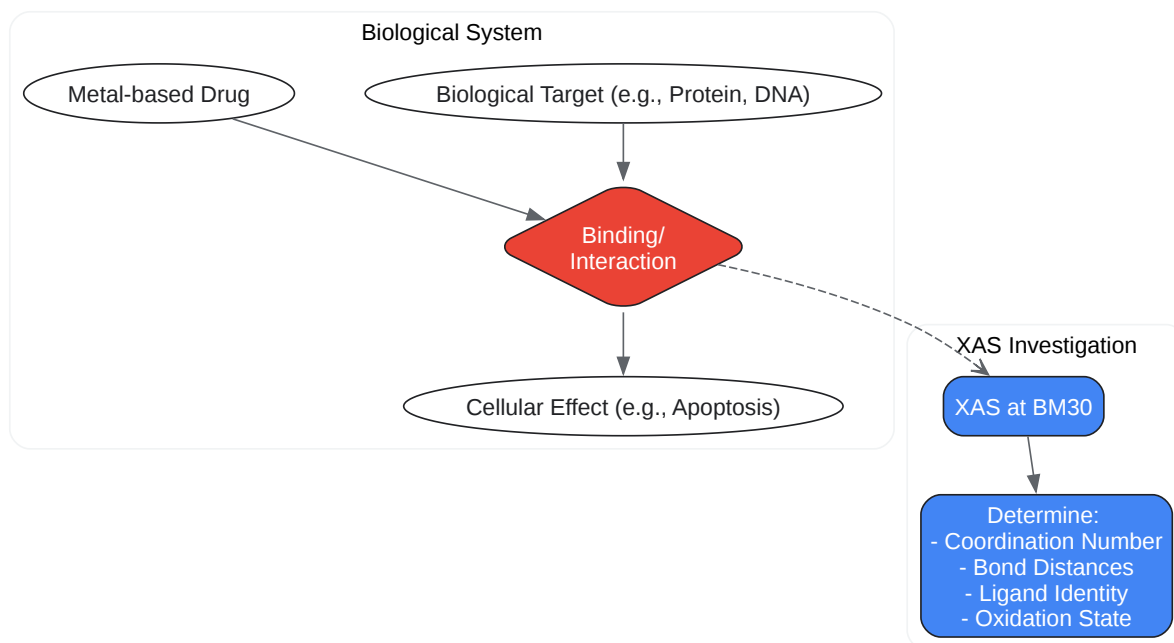 Biological System
Metal-based Drug
Biological Target (e.g., Protein, DNA)
Binding/
Interaction
Cellular Effect (e.g., Apoptosis)
XAS Investigation
XAS at BM30
Determine:
- Coordination Number
- Bond Distances
- Ligand Identity
- Oxidation State